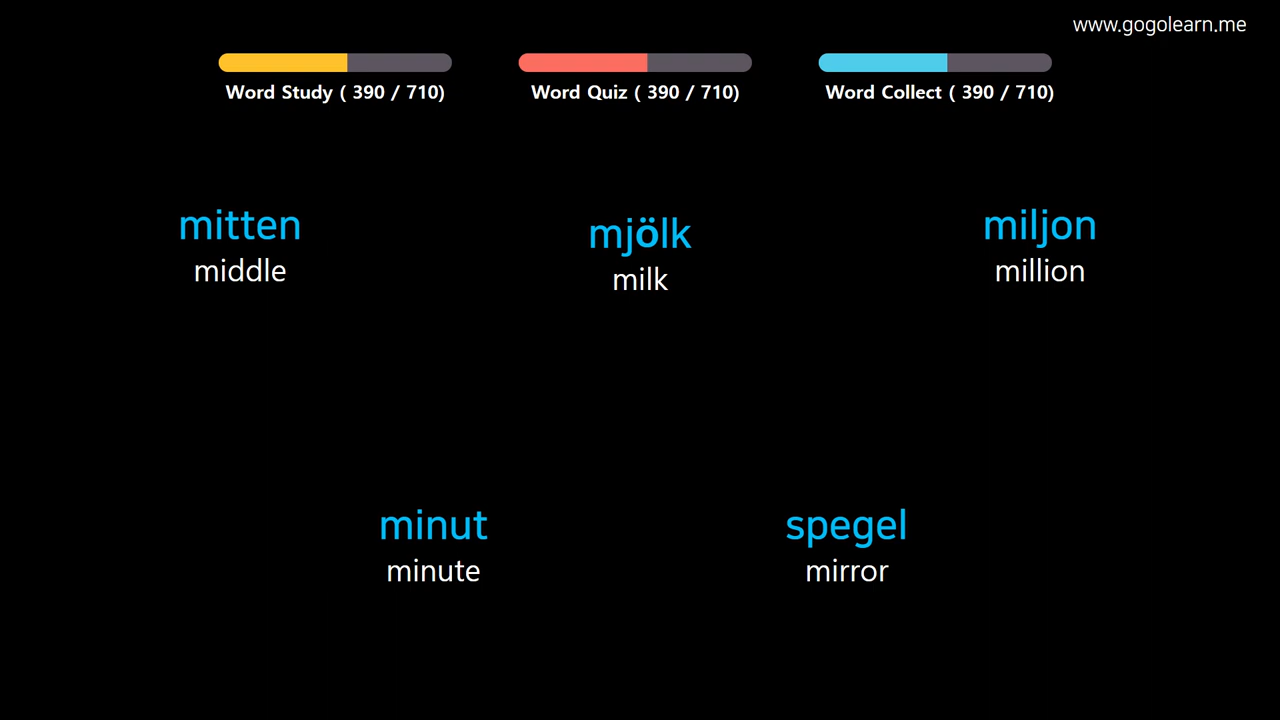 www.gogolearn.me
Word Study ( 390 / 710)
Word Quiz ( 390 / 710)
Word Collect ( 390 / 710)
mitten
middle
mjölk
milk
miljon
million
minut
minute
spegel
mirror